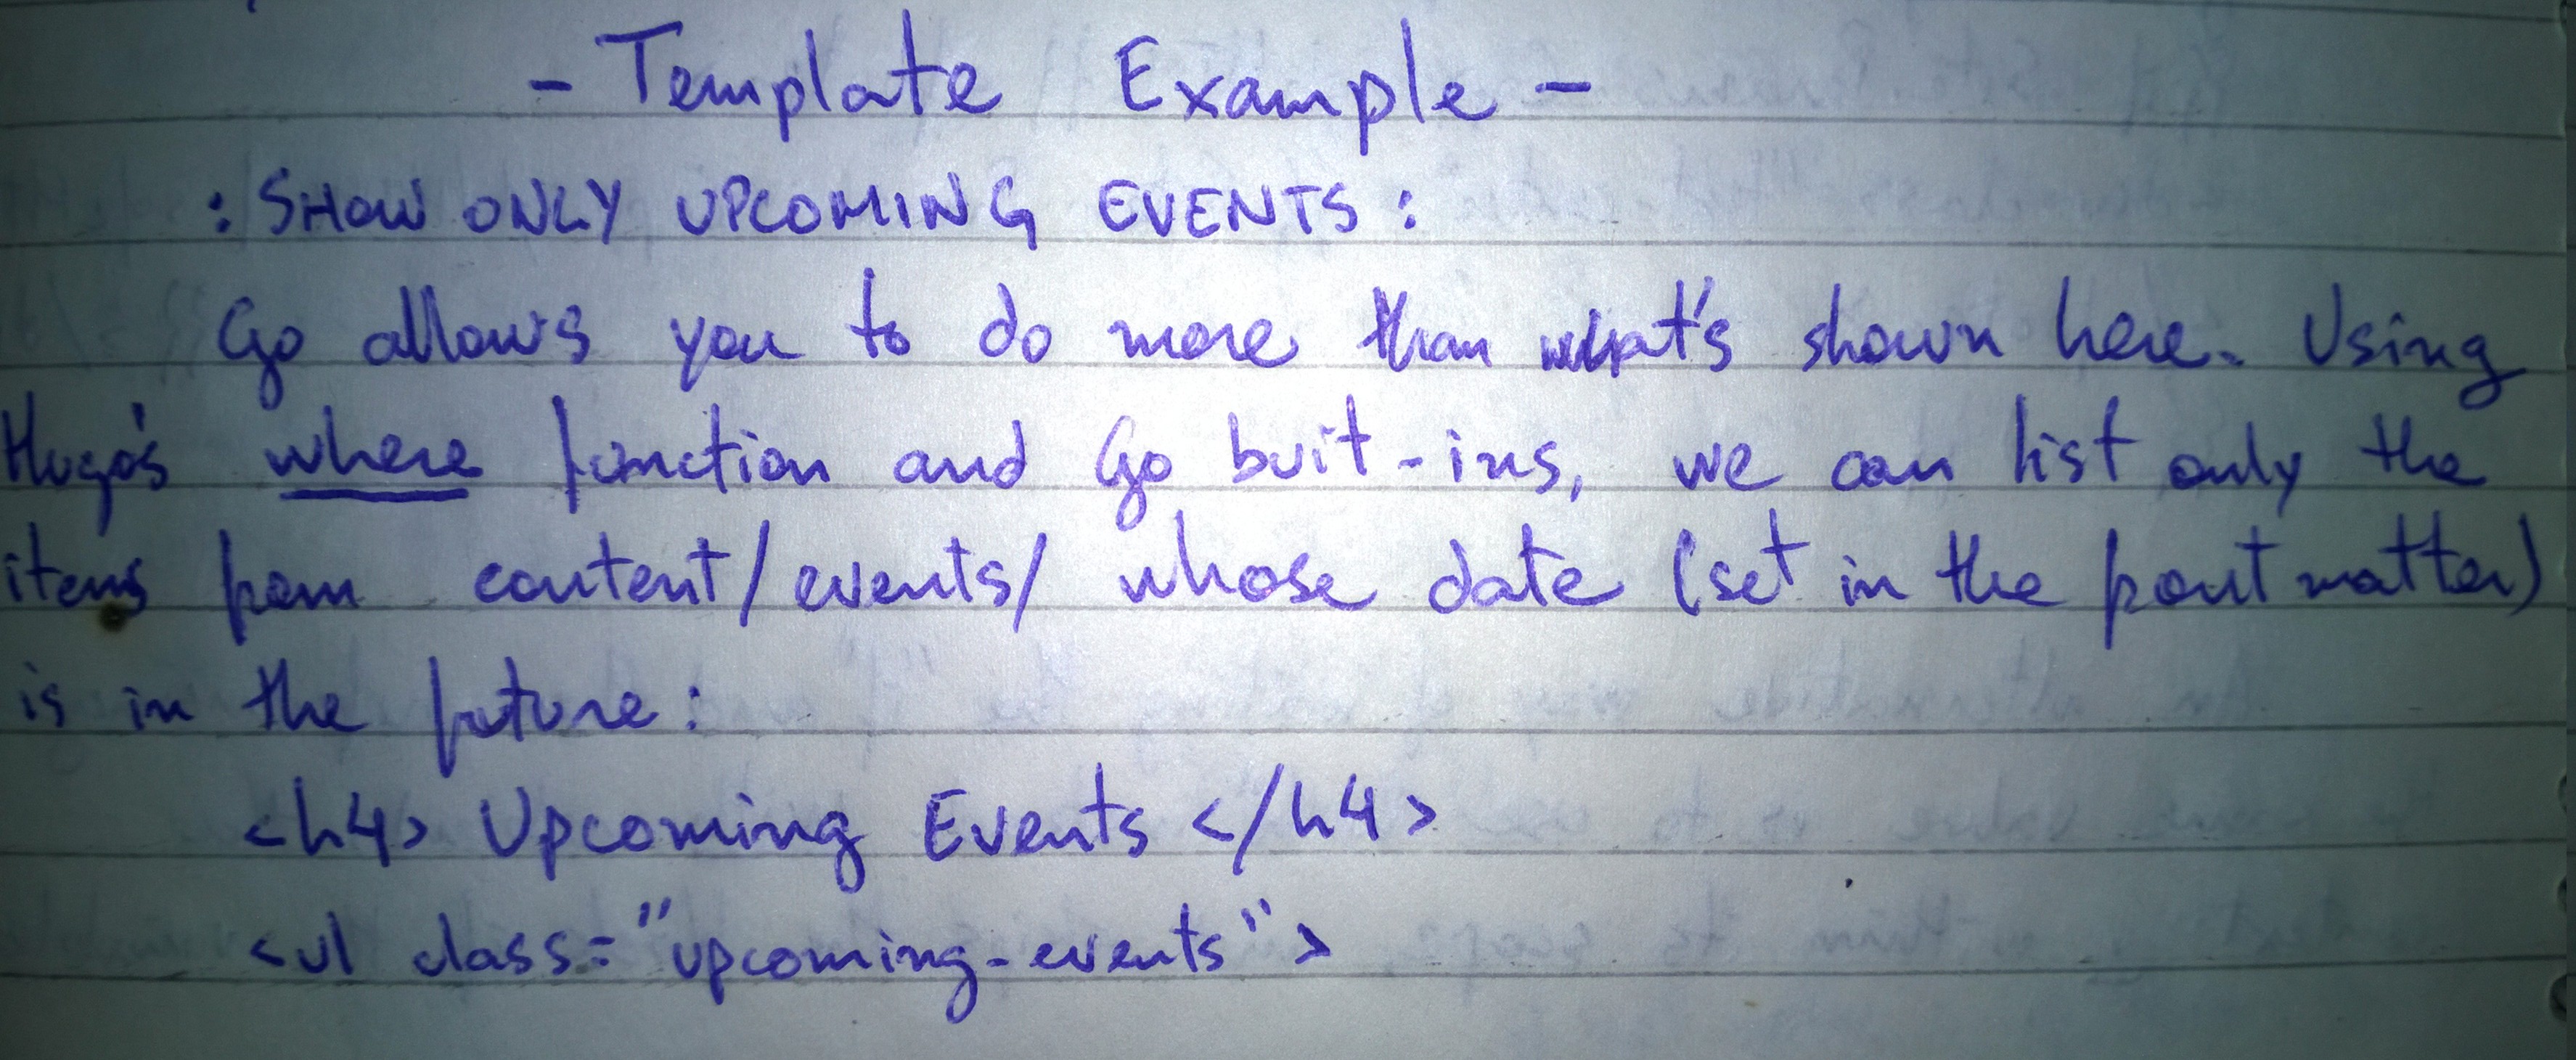 - Template Example -
: SHOW ONLY UPCOMING EVENTS :
Go allows you to do more than what's shown here. Using
Hugo's where function and Go buit-ins, we can list only the
items from content/events/ whose date (set in the front matter)
is in the future:
<h4> Upcoming Events </h4>
<ul class="upcoming-events">